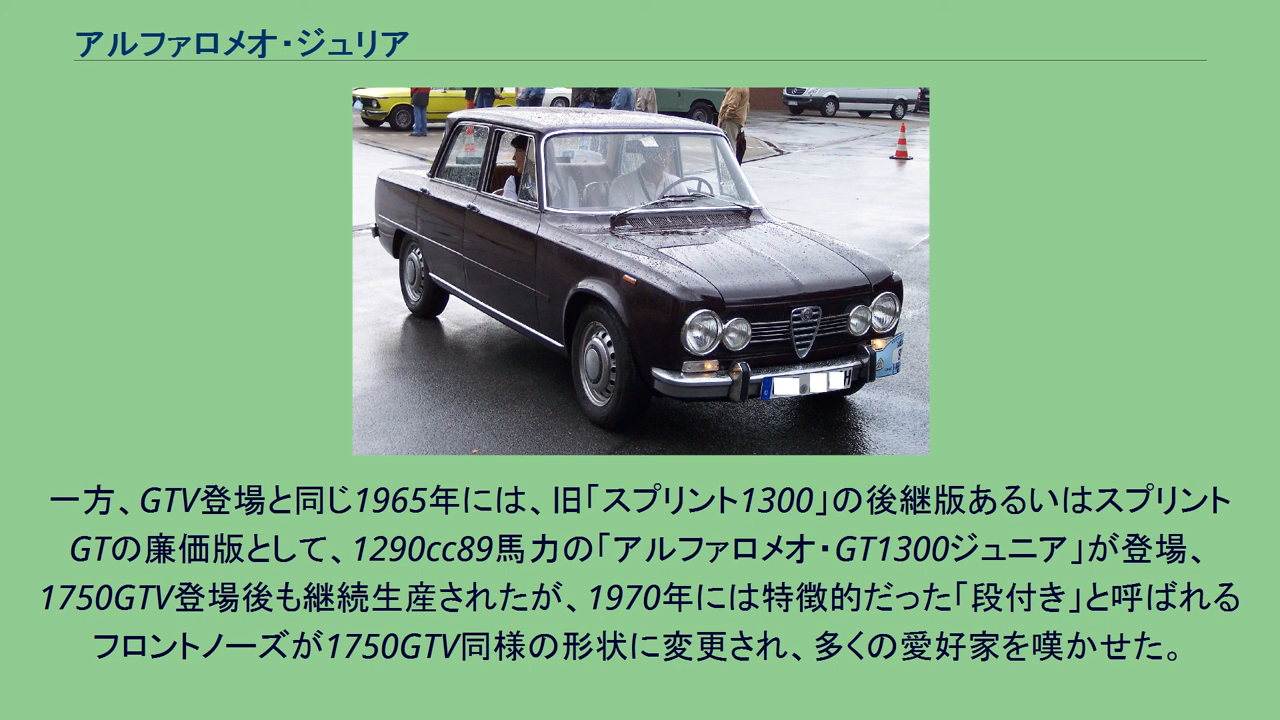 アルファロメオ・ジュリア
一方、GTV登場と同じ1965年には、旧「スプリント1300」の後継版あるいはスプリント
GTの廉価版として、1290cc89馬力の「アルファロメオ・GT1300ジュニア」が登場、
1750GTV登場後も継続生産されたが、1970年には特徴的だった「段付き」と呼ばれる
フロントノーズが1750GTV同様の形状に変更され、多くの愛好家を嘆かせた。